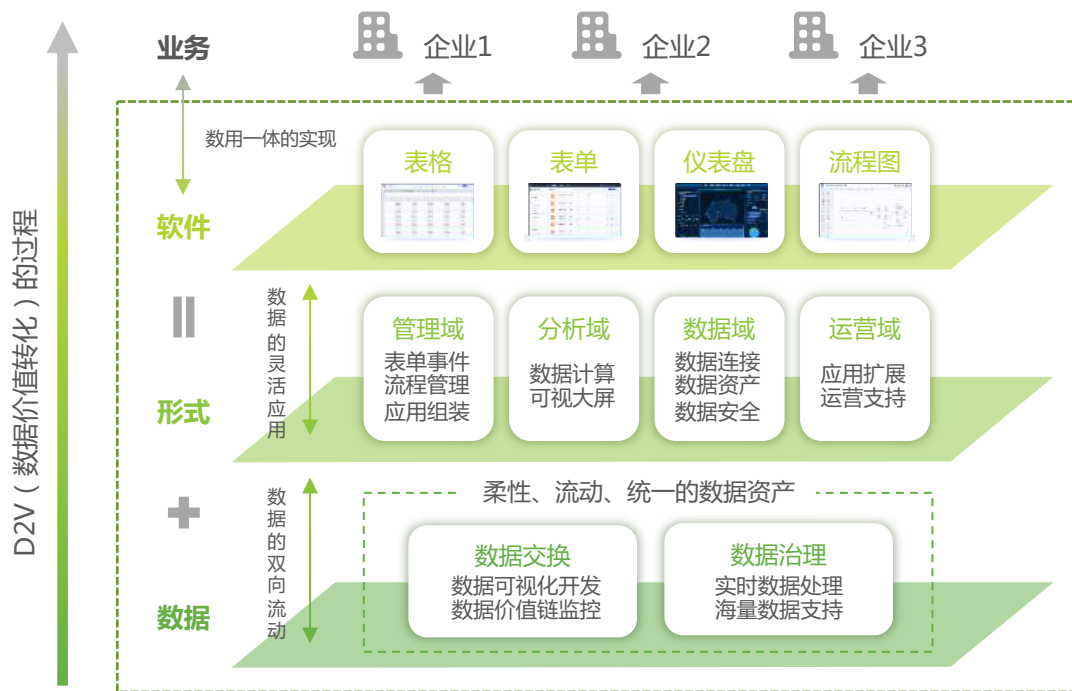 业务
企业1
企业2
企业3
数用一体的实现
D2V（数据价值转化）的过程
软件
表格
表单
仪表盘
流程图
数据的灵活应用
形式
管理域
表单事件
流程管理
应用组装
分析域
数据计算
可视大屏
数据域
数据连接
数据资产
数据安全
运营域
应用扩展
运营支持
+
数据的双向流动
数据
柔性、流动、统一的数据资产
数据交换
数据可视化开发
数据价值链监控
数据治理
实时数据处理
海量数据支持